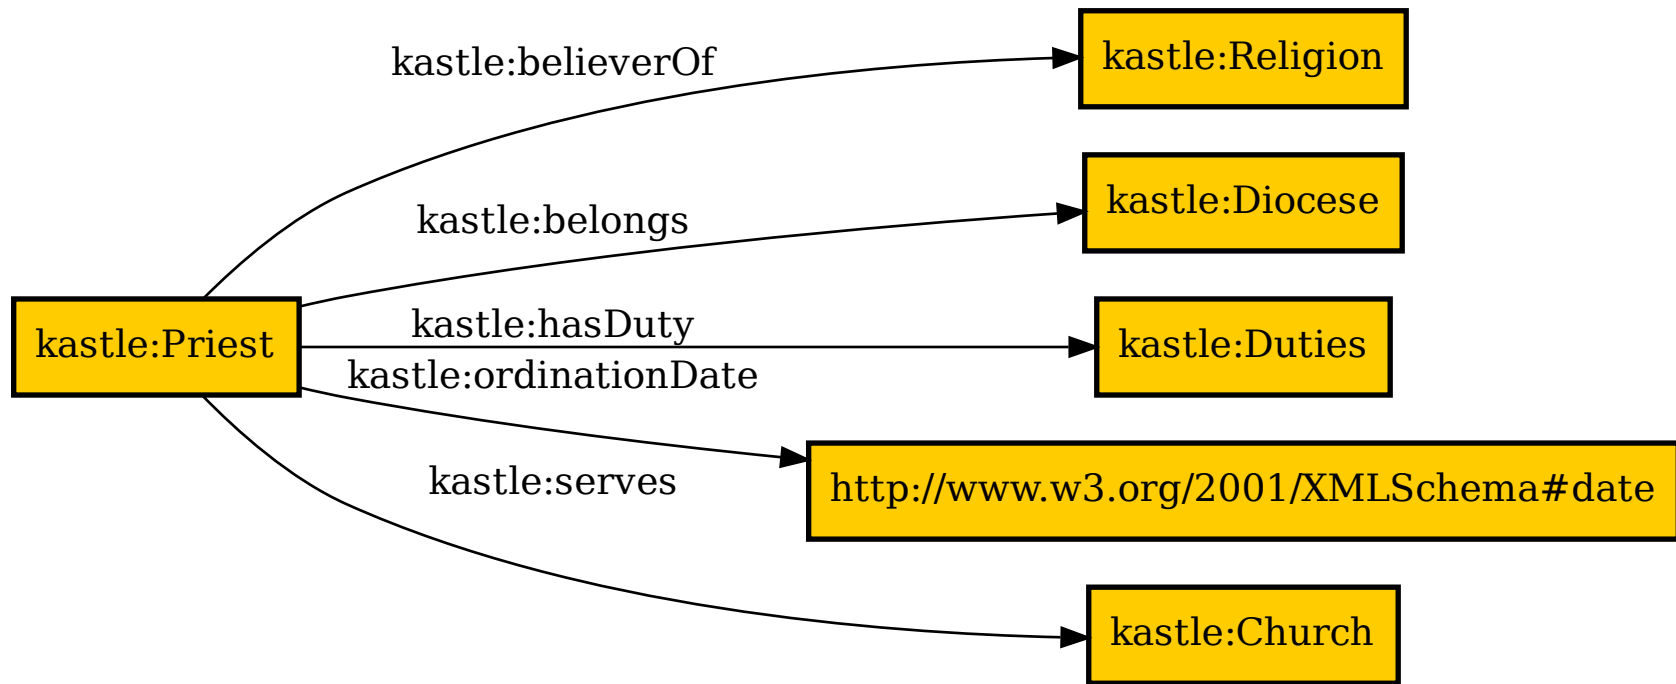 kastle:believerOf
kastle:Religion
kastle:belongs
kastle:Diocese
kastle:Priest
kastle:hasDuty
kastle:Duties
kastle:ordinationDate
kastle:serves
http://www.w3.org/2001/XMLSchema#date
kastle:Church